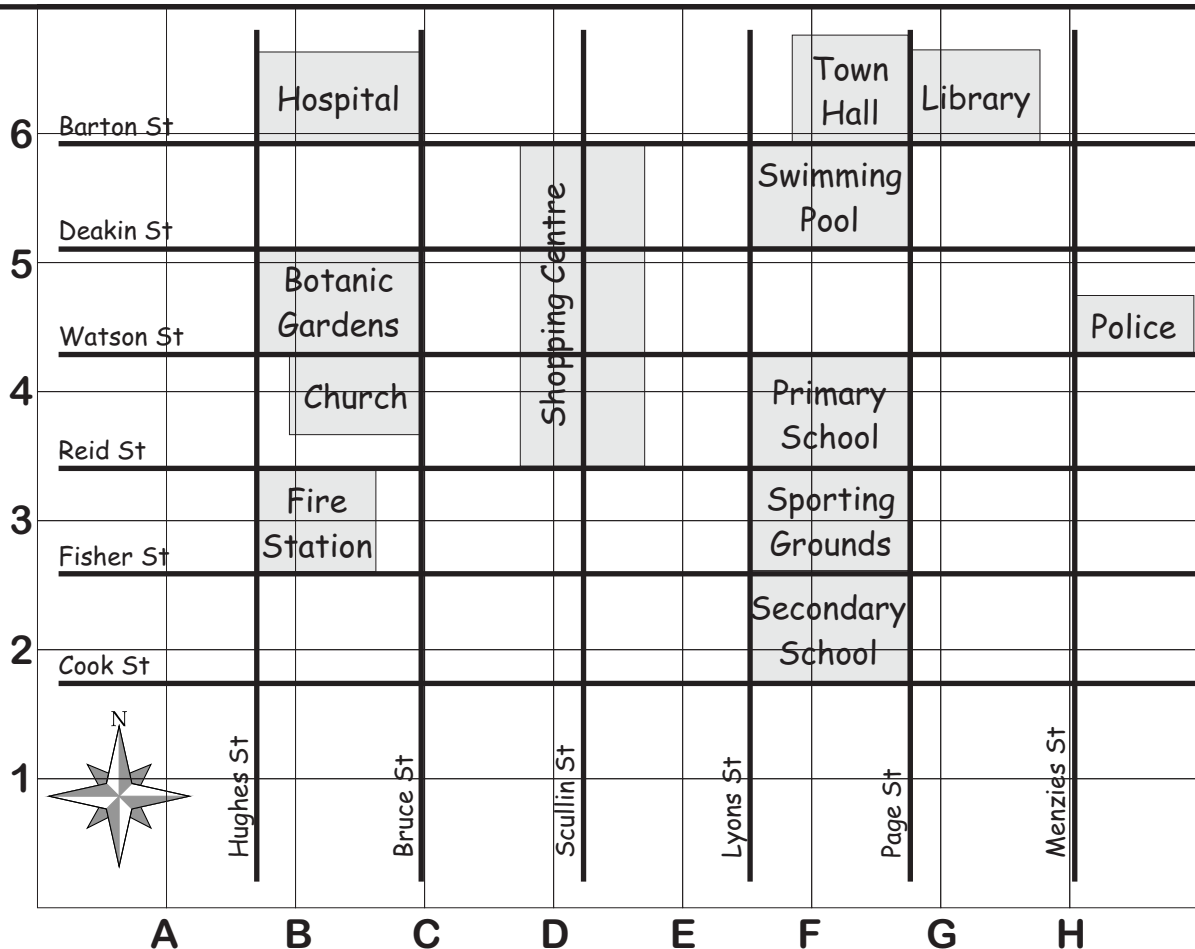 Hospital
Town
Hall
Library
6
Barton St
Swimming
Pool
Deakin St
5
Botanic
Gardens
Shopping Centre
Watson St
Police
4
Church
Primary
School
Reid St
Fire
Station
Sporting
Grounds
3
Fisher St
Secondary
School
2
Cook St
N
1
Hughes St
Bruce St
Scullin St
Lyons St
Page St
Menzies St
A B C D E F G H